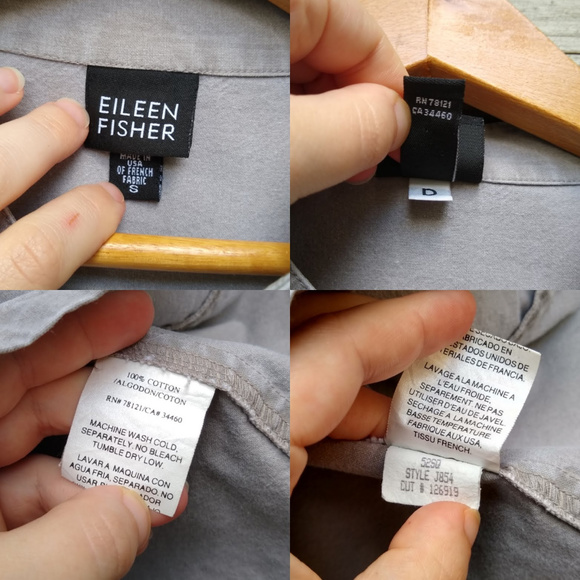 EILEEN
FISHER
MADE IN
USA
OF FRENCH
FABRIC
S
RN 78121
CA 34460
D
100% COTTON
/ALGODON/COTON
RN# 78121/CA# 34460
MACHINE WASH COLD,
SEPARATELY. NO BLEACH
TUMBLE DRY LOW.
LAVAR A MAQUINA CON
AGUA FRIA, SEPARADO. NO
USAR
ABRICADO EN
ESTADOS UNIDOS DE
ERIALES DE FRANCIA.
LAVAGE A LA MACHINE A
L'EAU FROIDE,
SEPAREMENT. NE PAS
UTILISER D'EAU DE JAVEL.
SECHAGE A LA MACHINE A
BASSE TEMPERATURE.
FABRIQUE AUX USA,
TISSU FRENCH.
STYLE J854
CUT # 126919